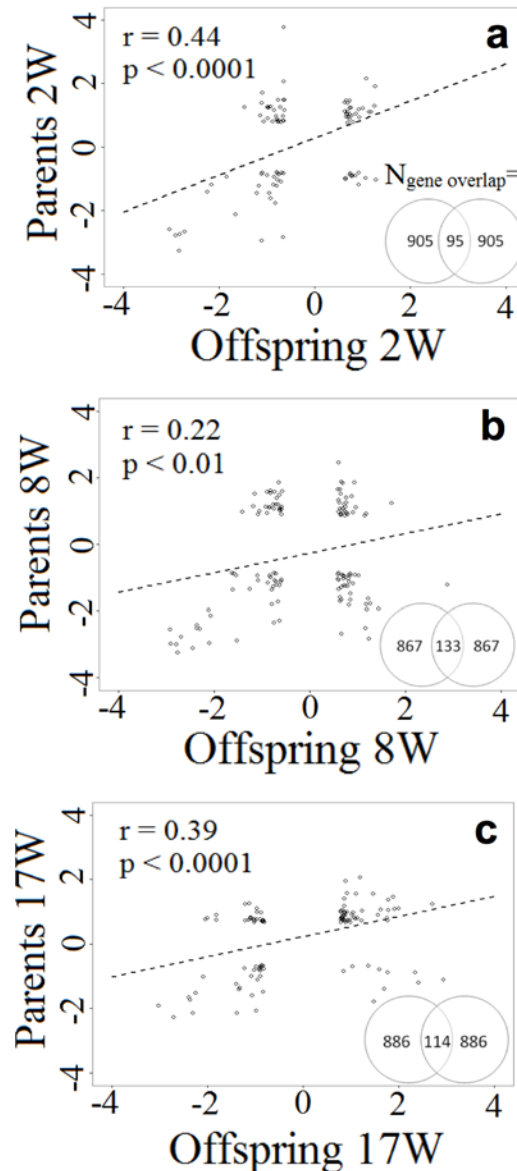 a
r = 0.44
p < 0.0001
Parents 2W
4
2
0
-2
-4
Ngene overlap=
905 95 905
-4 -2 0 2 4
Offspring 2W
b
r = 0.22
p < 0.01
Parents 8W
4
2
0
-2
-4
867 133 867
-4 -2 0 2 4
Offspring 8W
c
r = 0.39
p < 0.0001
Parents 17W
4
2
0
-2
-4
886 114 886
-4 -2 0 2 4
Offspring 17W